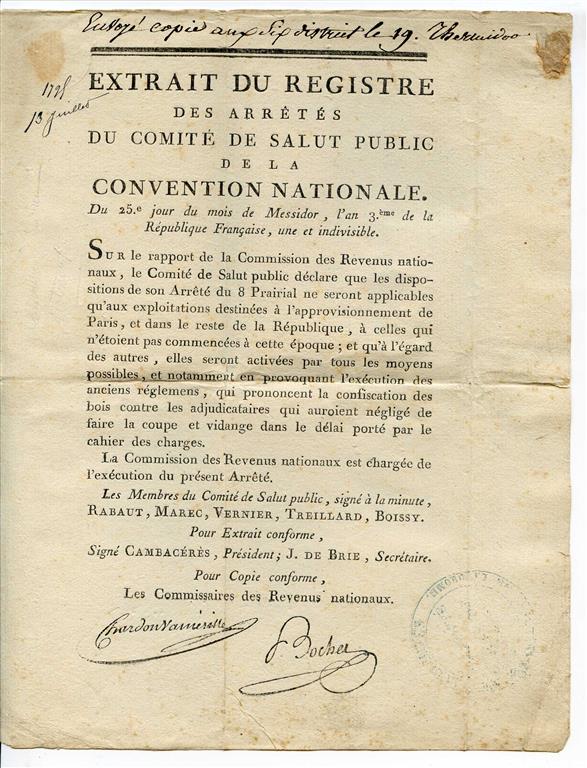 Envoyé copie aux Six district le 19. Thermidor
1795
13 juillet
EXTRAIT DU REGISTRE
DES ARRÊTÉS
DU COMITÉ DE SALUT PUBLIC
DE LA
CONVENTION NATIONALE.
Du 25.e jour du mois de Messidor, l'an 3.ème de la
République Française, une et indivisible.
SUR le rapport de la Commission des Revenus natio-
naux, le Comité de Salut public déclare que les dispo-
sitions de son Arrêté du 8 Prairial ne seront applicables
qu'aux exploitations destinées à l'approvisionnement de
Paris, et dans le reste de la République, à celles qui
n'étoient pas commencées à cette époque; et qu'à l'égard
des autres, elles seront activées par tous les moyens
possibles, et notamment en provoquant l'exécution des
anciens réglemens, qui prononcent la confiscation des
bois contre les adjudicataires qui auroient négligé de
faire la coupe et vidange dans le délai porté par le
cahier des charges.
La Commission des Revenus nationaux est chargée de
l'exécution du présent Arrêté.
Les Membres du Comité de Salut public, signé à la minute,
RABAUT, MAREC, VERNIER, TREILLARD, BOISSY.
Pour Extrait conforme,
Signé CAMBACÉRÈS, Président; J. DE BRIE, Secrétaire.
Pour Copie conforme,
Les Commissaires des Revenus nationaux.